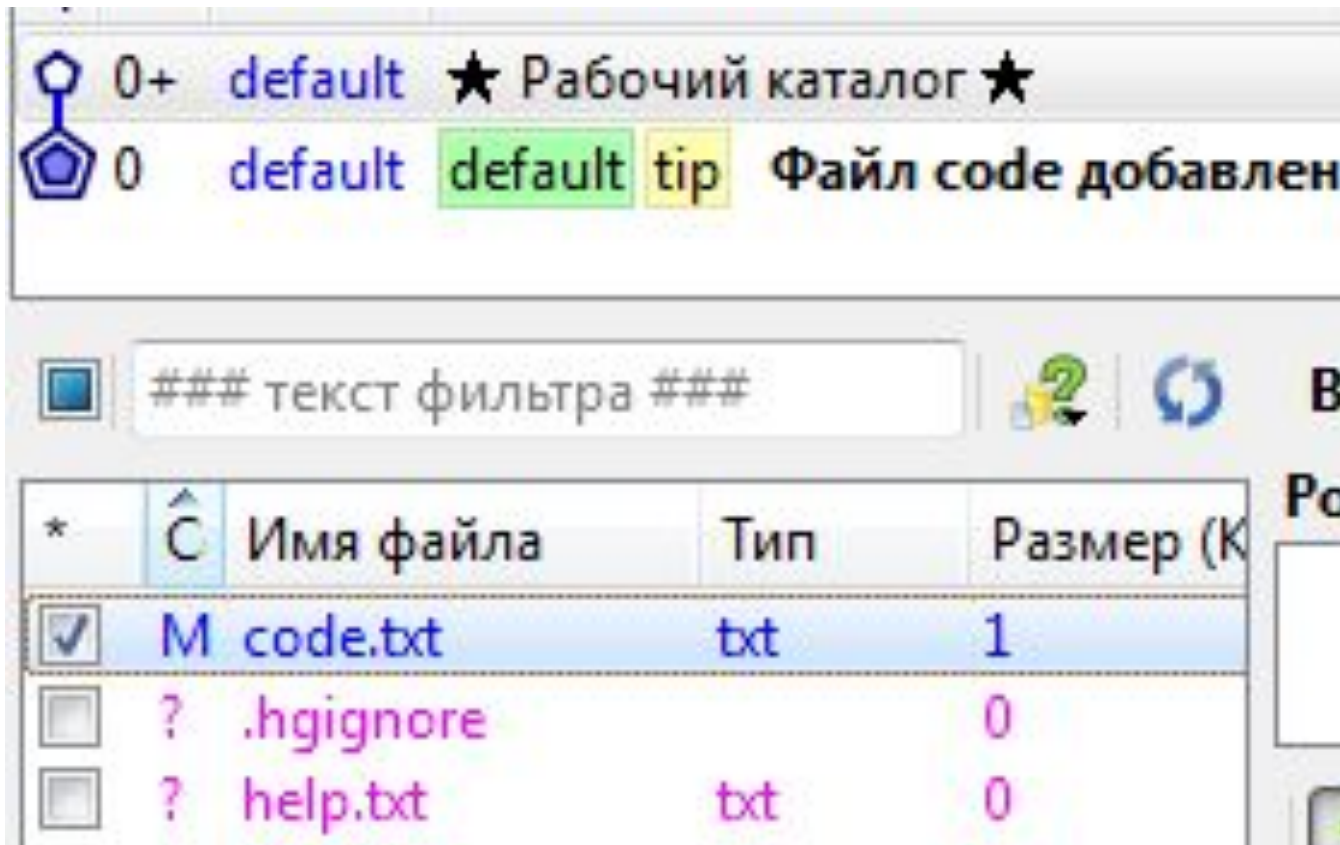 0+ default ★ Рабочий каталог ★
0 default default tip Файл code добавлен
### текст фильтра ###
* С Имя файла Тип Размер (К
M code.txt txt 1
? .hgignore 0
? help.txt txt 0